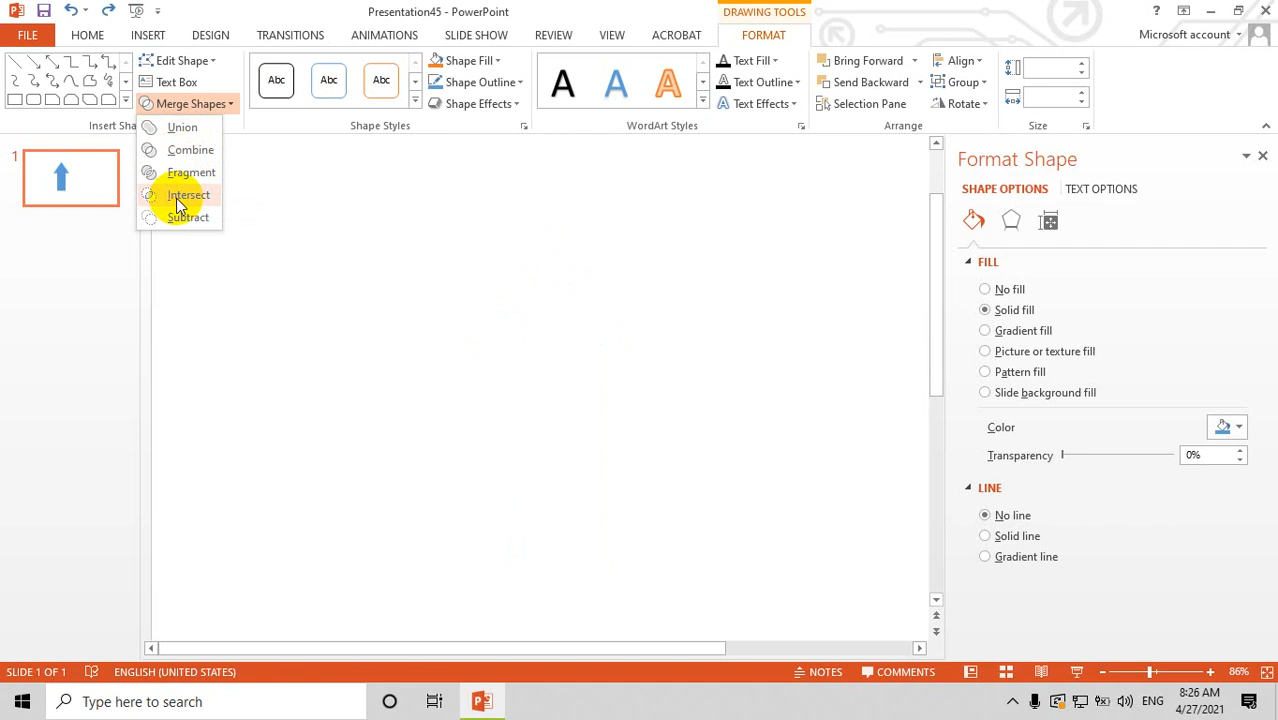 Presentation45 - PowerPoint
DRAWING TOOLS
?
FILE
HOME
INSERT
DESIGN
TRANSITIONS
ANIMATIONS
SLIDE SHOW
REVIEW
VIEW
ACROBAT
FORMAT
Microsoft account
Edit Shape
Text Box
Merge Shapes
Abc
Abc
Abc
Shape Fill
Shape Outline
Shape Effects
A
A
A
Text Fill
Text Outline
Text Effects
Bring Forward
Send Backward
Selection Pane
Align
Group
Rotate
Insert Sha
Shape Styles
WordArt Styles
Arrange
Size
Union
Combine
Fragment
Intersect
Subtract
1
Format Shape
SHAPE OPTIONS
TEXT OPTIONS
FILL
No fill
Solid fill
Gradient fill
Picture or texture fill
Pattern fill
Slide background fill
Color
Transparency
0%
LINE
No line
Solid line
Gradient line
SLIDE 1 OF 1
ENGLISH (UNITED STATES)
NOTES
COMMENTS
86%
Type here to search
ENG
8:26 AM
4/27/2021